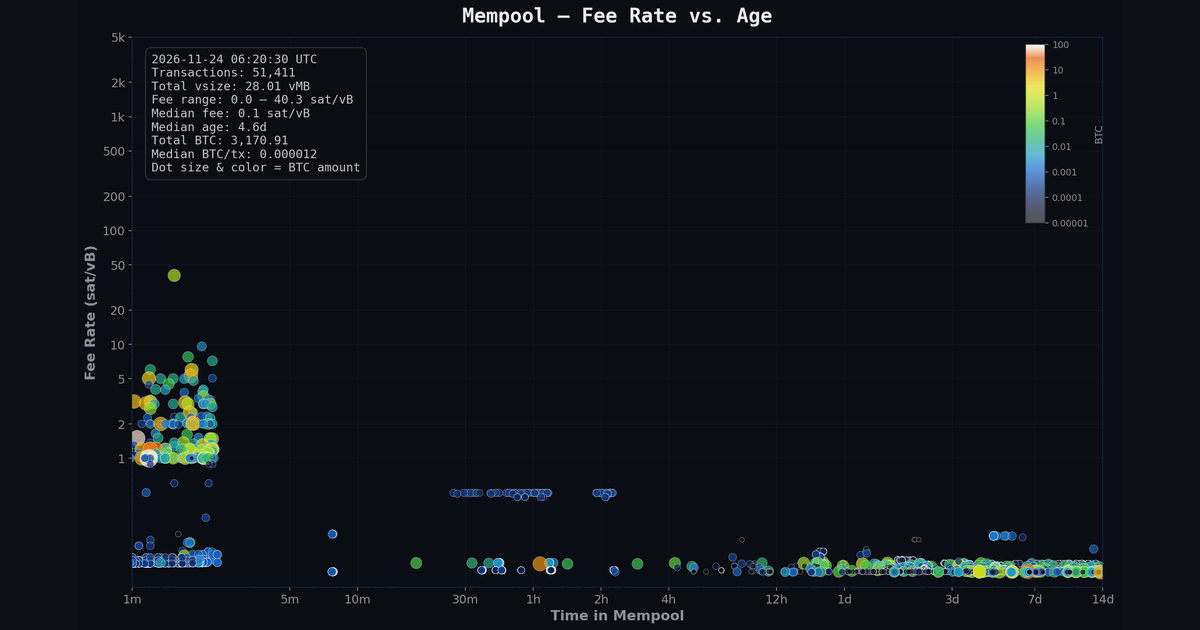 Mempool — Fee Rate vs. Age
2026-11-24 06:20:30 UTC
Transactions: 51,411
Total vsize: 28.01 vMB
Fee range: 0.0 — 40.3 sat/vB
Median fee: 0.1 sat/vB
Median age: 4.6d
Total BTC: 3,170.91
Median BTC/tx: 0.000012
Dot size & color = BTC amount
Fee Rate (sat/vB)
5k
2k
1k
500
200
100
50
20
10
5
2
1
100
10
1
0.1
0.01
0.001
0.0001
0.00001
BTC
1m 5m 10m 30m 1h 2h 4h 12h 1d 3d 7d 14d
Time in Mempool